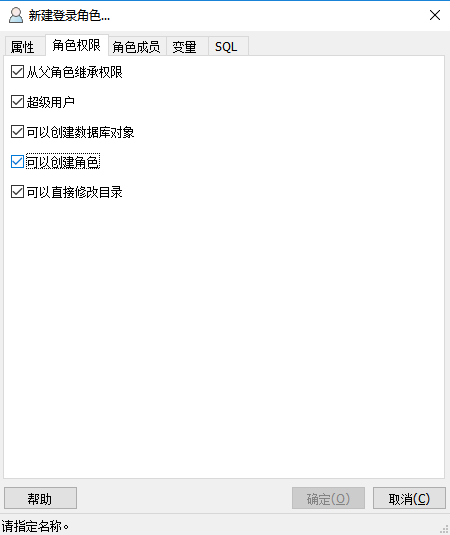 新建登录角色...
属性 角色权限 角色成员 变量 SQL
从父角色继承权限
超级用户
可以创建数据库对象
可以创建角色
可以直接修改目录
帮助 确定(O) 取消(C)
请指定名称。